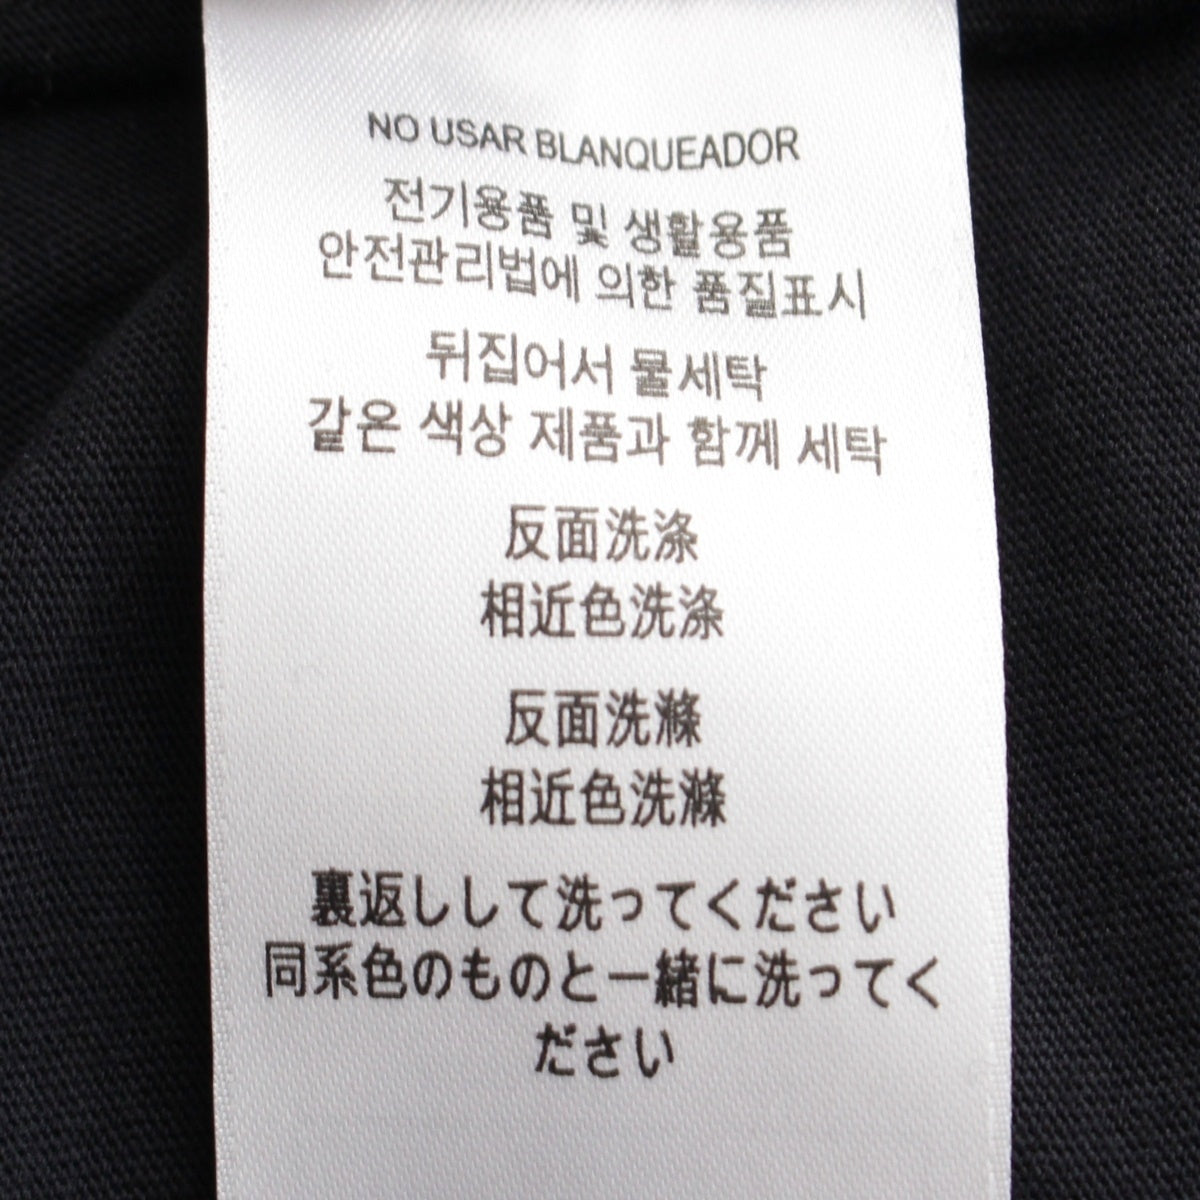 NO USAR BLANQUEADOR
전기용품 및 생활용품
안전관리법에 의한 품질표시
뒤집어서 물세탁
같은 색상 제품과 함께 세탁
反面洗涤
相近色洗涤
反面洗滌
相近色洗滌
裏返しして洗ってください
同系色のものと一緒に洗ってく
ださい